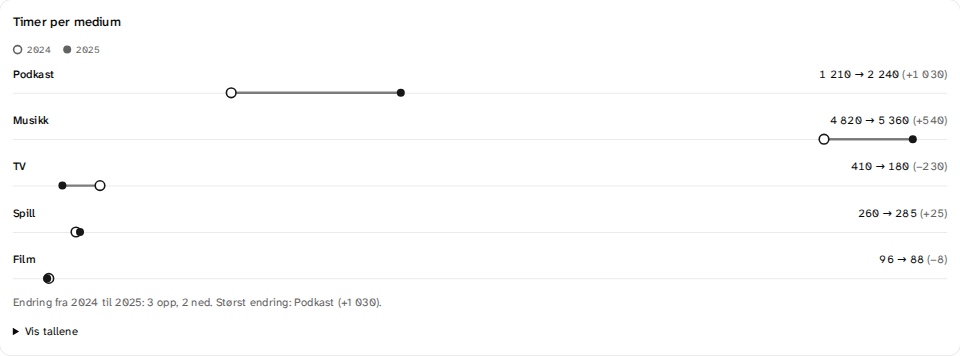 Timer per medium
2024 2025
Podkast 1 210 → 2 240 (+1 030)
Musikk 4 820 → 5 360 (+540)
TV 410 → 180 (−230)
Spill 260 → 285 (+25)
Film 96 → 88 (−8)
Endring fra 2024 til 2025: 3 opp, 2 ned. Størst endring: Podkast (+1 030).
▶ Vis tallene